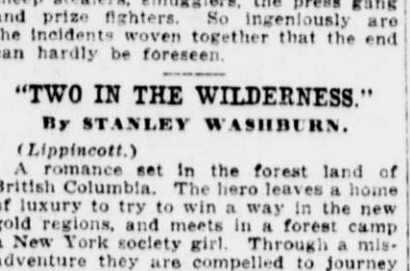 sheep stealers, smugglers, the press gang
and prize fighters. So ingeniously are
the incidents woven together that the end
can hardly be foreseen.
"TWO IN THE WILDERNESS."
By STANLEY WASHBURN.
(Lippincott.)
A romance set in the forest land of
British Columbia. The hero leaves a home
of luxury to try to win a way in the new
gold regions, and meets in a forest camp
a New York society girl. Through a mis-
adventure they are compelled to journey